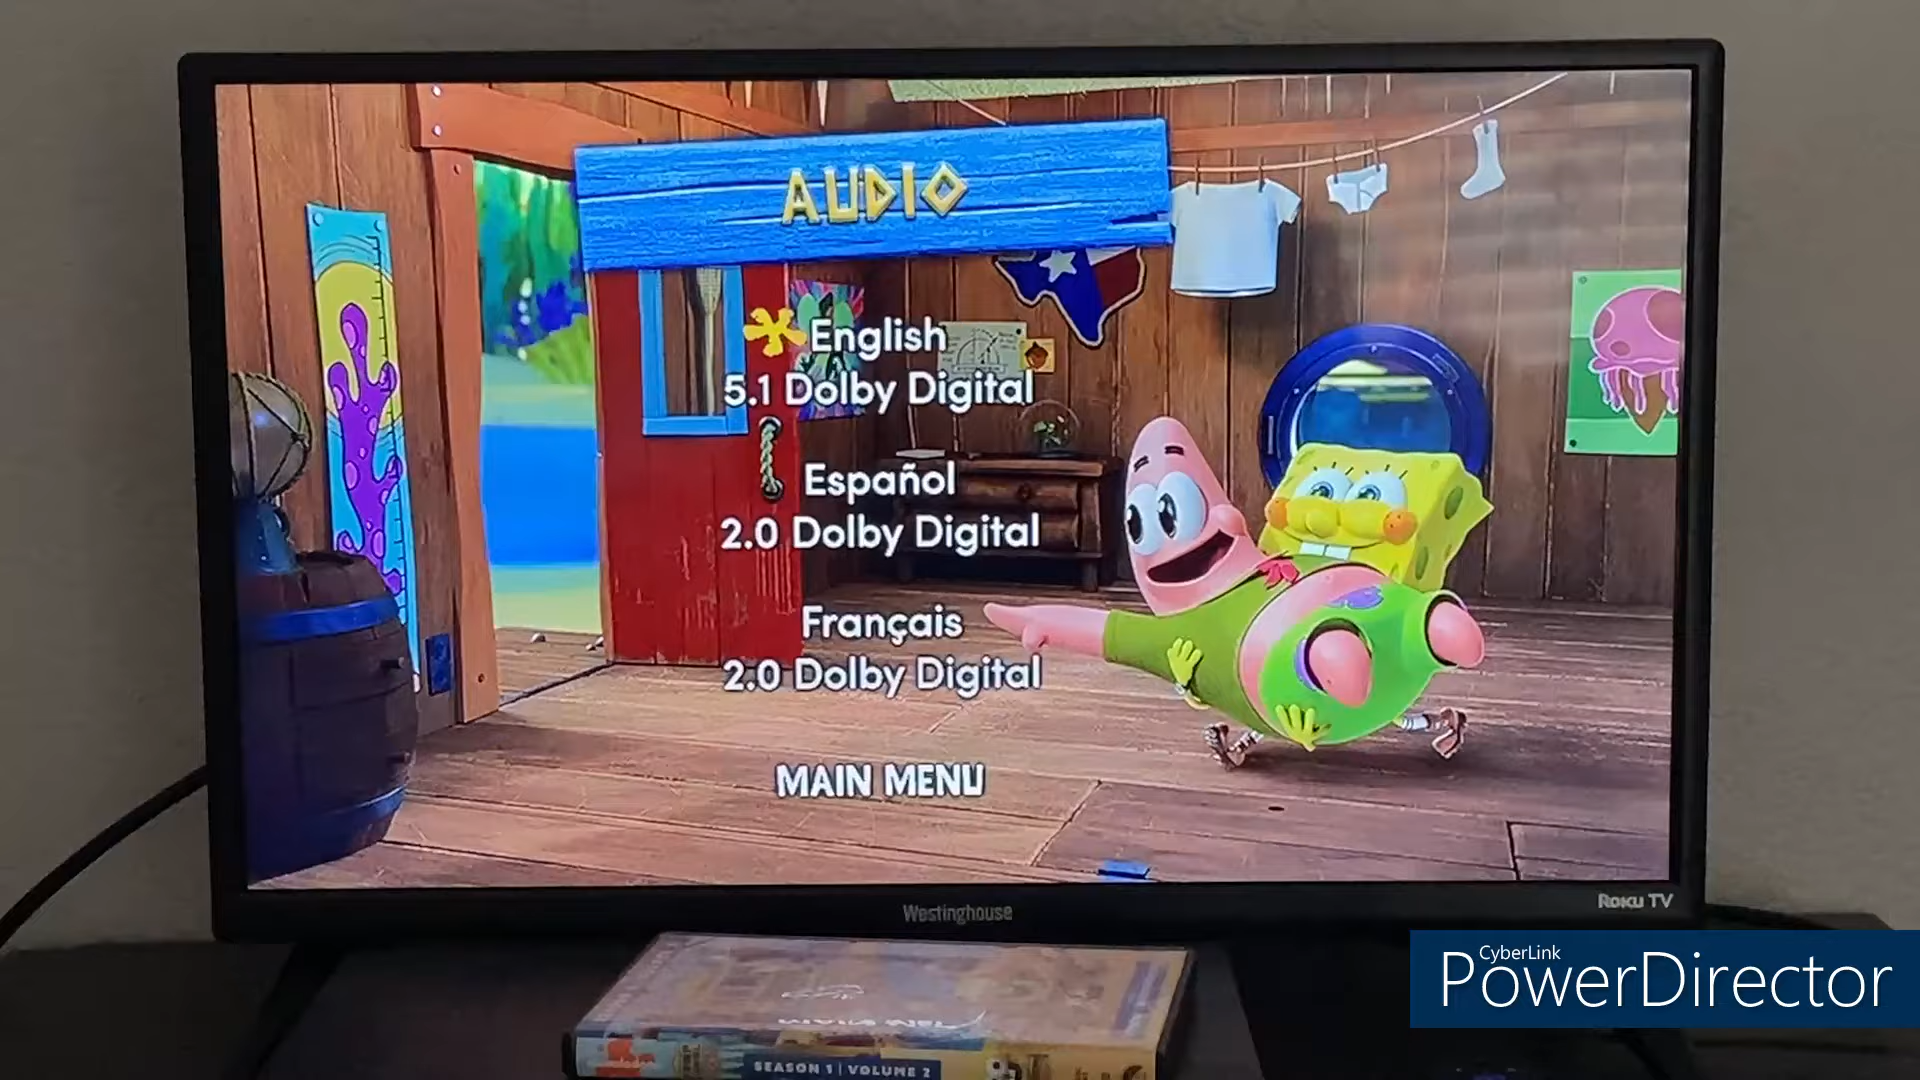 AUDIO
English
5.1 Dolby Digital
Español
2.0 Dolby Digital
Français
2.0 Dolby Digital
MAIN MENU
Westinghouse
Roku TV
CyberLink
PowerDirector
SEASON 1 | VOLUME 2